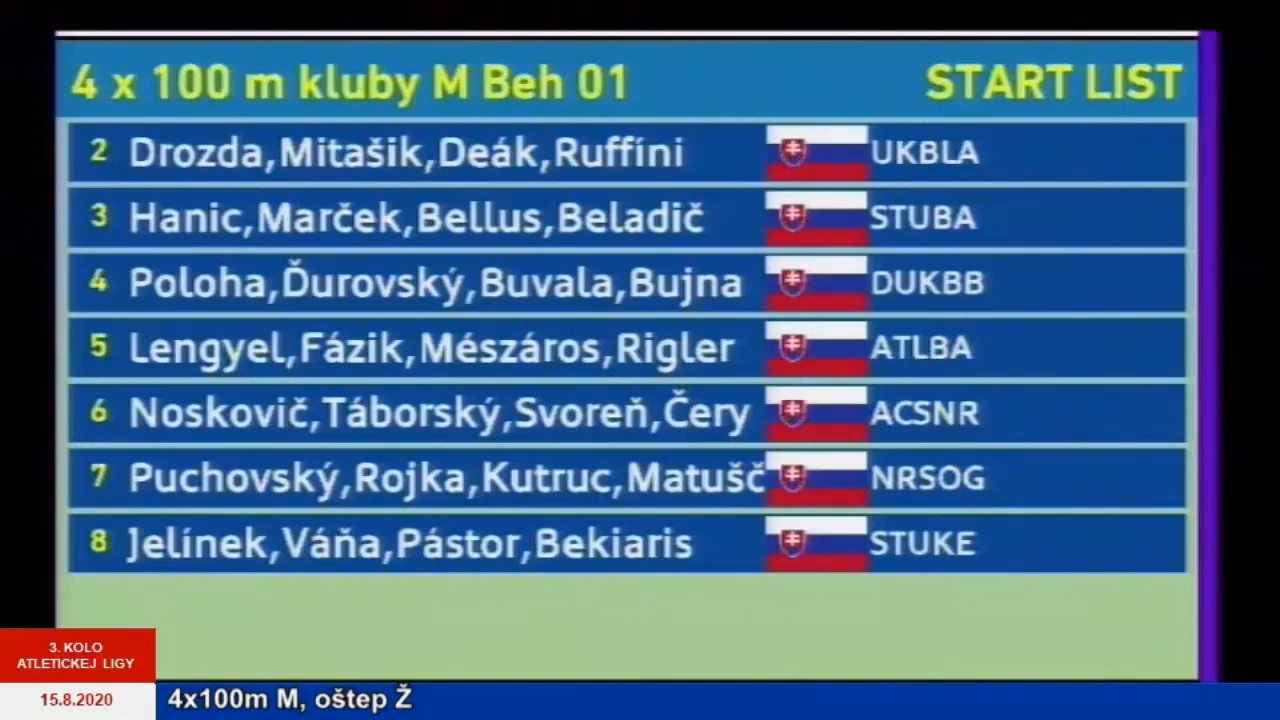 4 x 100 m kluby M Beh 01 START LIST
2 Drozda,Mitašik,Deák,Ruffíni UKBLA
3 Hanic,Marček,Bellus,Beladič STUBA
4 Poloha,Ďurovský,Buvala,Bujna DUKBB
5 Lengyel,Fázik,Mészáros,Rigler ATLBA
6 Noskovič,Táborský,Svoreň,Čery ACSNR
7 Puchovský,Rojka,Kutruc,Matušč NRSOG
8 Jelínek,Váňa,Pástor,Bekiaris STUKE
3. KOLO
ATLETICKEJ LIGY
15.8.2020
4x100m M, oštep Ž